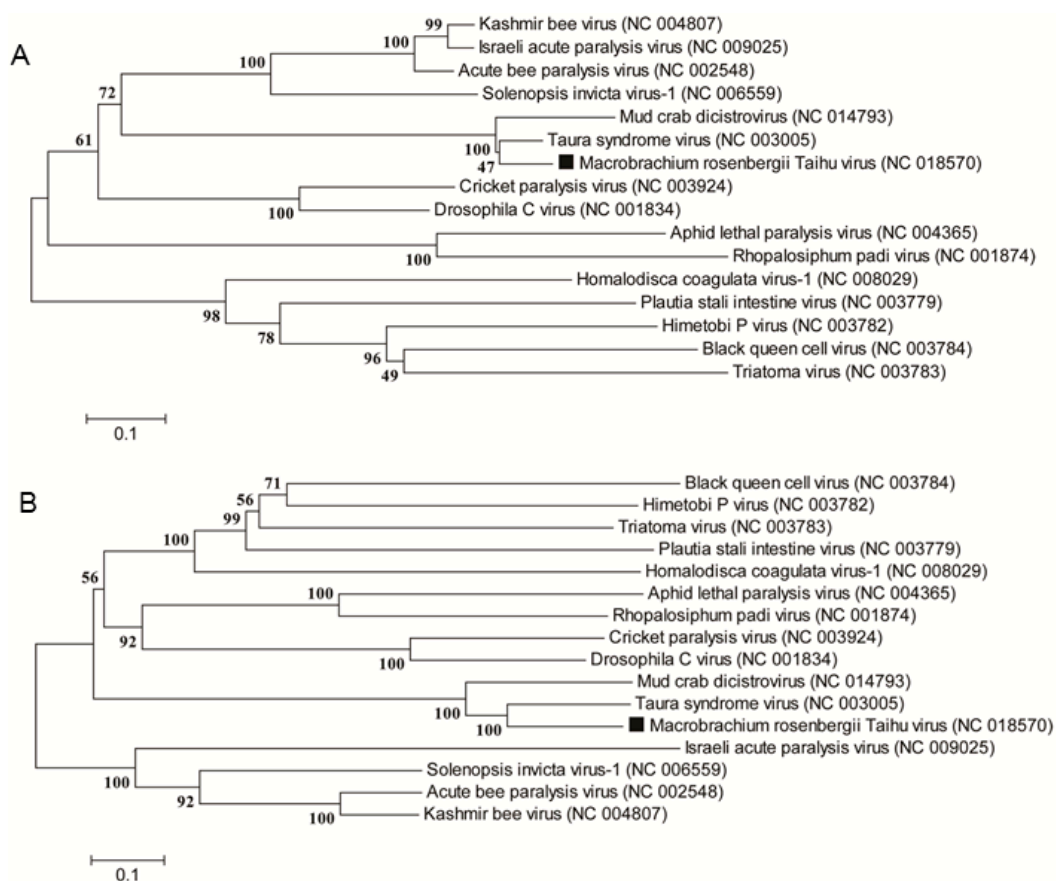 A
99
Kashmir bee virus (NC 004807)
100
Israeli acute paralysis virus (NC 009025)
100
Acute bee paralysis virus (NC 002548)
72
Solenopsis invicta virus-1 (NC 006559)
Mud crab dicistrovirus (NC 014793)
61
Taura syndrome virus (NC 003005)
100
47
Macrobrachium rosenbergii Taihu virus (NC 018570)
Cricket paralysis virus (NC 003924)
100
Drosophila C virus (NC 001834)
Aphid lethal paralysis virus (NC 004365)
100
Rhopalosiphum padi virus (NC 001874)
Homalodisca coagulata virus-1 (NC 008029)
98
Plautia stali intestine virus (NC 003779)
78
Himetobi P virus (NC 003782)
96
Black queen cell virus (NC 003784)
49
Triatoma virus (NC 003783)
0.1
B
71
Black queen cell virus (NC 003784)
56
Himetobi P virus (NC 003782)
99
Triatoma virus (NC 003783)
100
Plautia stali intestine virus (NC 003779)
56
Homalodisca coagulata virus-1 (NC 008029)
100
Aphid lethal paralysis virus (NC 004365)
Rhopalosiphum padi virus (NC 001874)
92
Cricket paralysis virus (NC 003924)
100
Drosophila C virus (NC 001834)
Mud crab dicistrovirus (NC 014793)
100
Taura syndrome virus (NC 003005)
100
Macrobrachium rosenbergii Taihu virus (NC 018570)
Israeli acute paralysis virus (NC 009025)
100
Solenopsis invicta virus-1 (NC 006559)
92
Acute bee paralysis virus (NC 002548)
100
Kashmir bee virus (NC 004807)
0.1